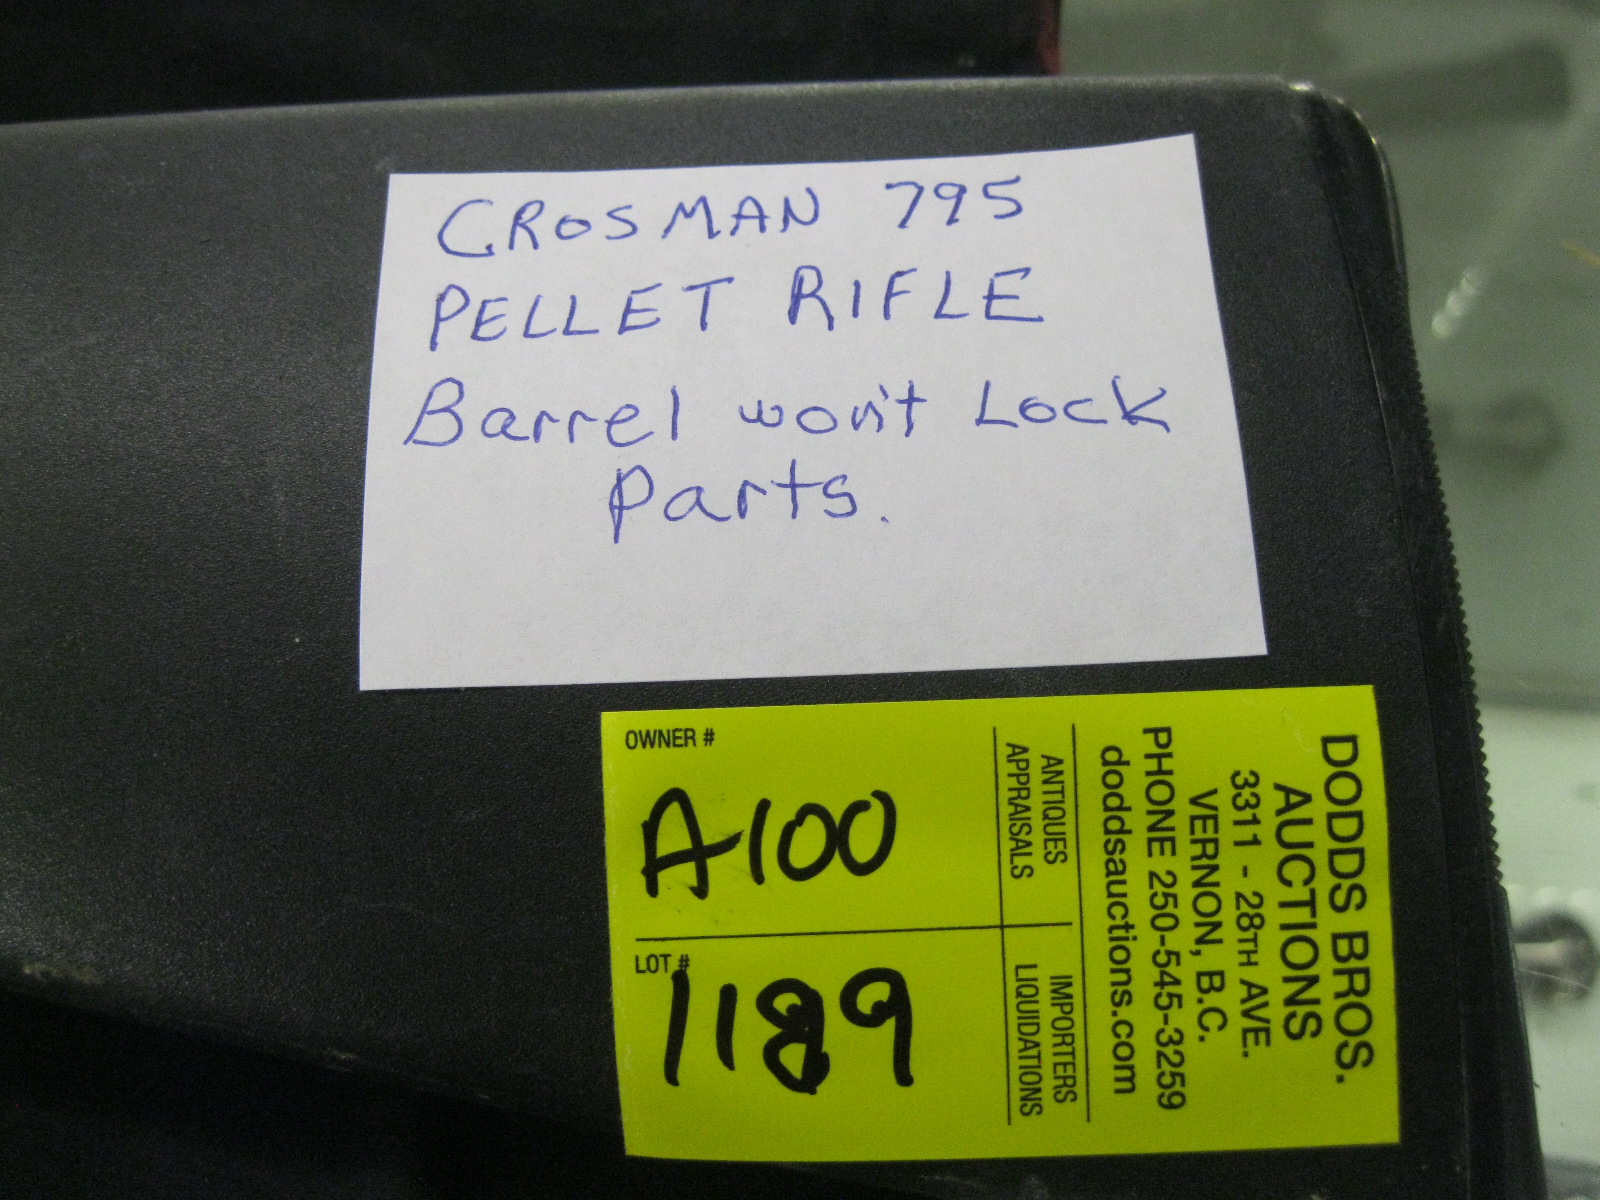 CROSMAN 795
PELLET RIFLE
Barrel won't Lock
Parts.
OWNER #
A100
LOT #
1189
ANTIQUES
APPRAISALS
IMPORTERS
LIQUIDATIONS
DODDS BROS.
AUCTIONS
3311 - 28TH AVE.
VERNON, B.C.
PHONE 250-545-3259
doddsauctions.com